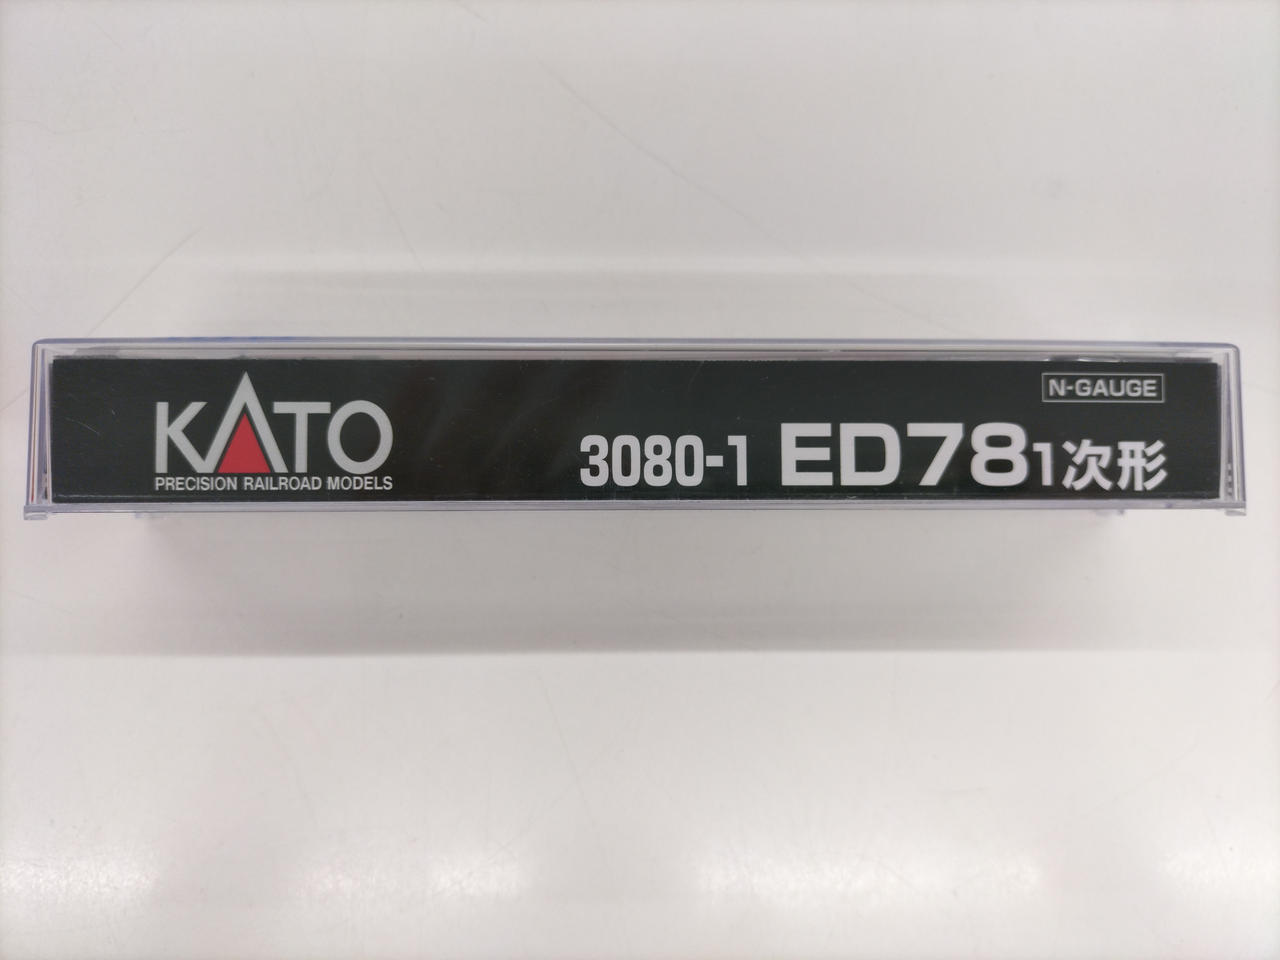 KATO
PRECISION RAILROAD MODELS
N-GAUGE
3080-1 ED78 1次形